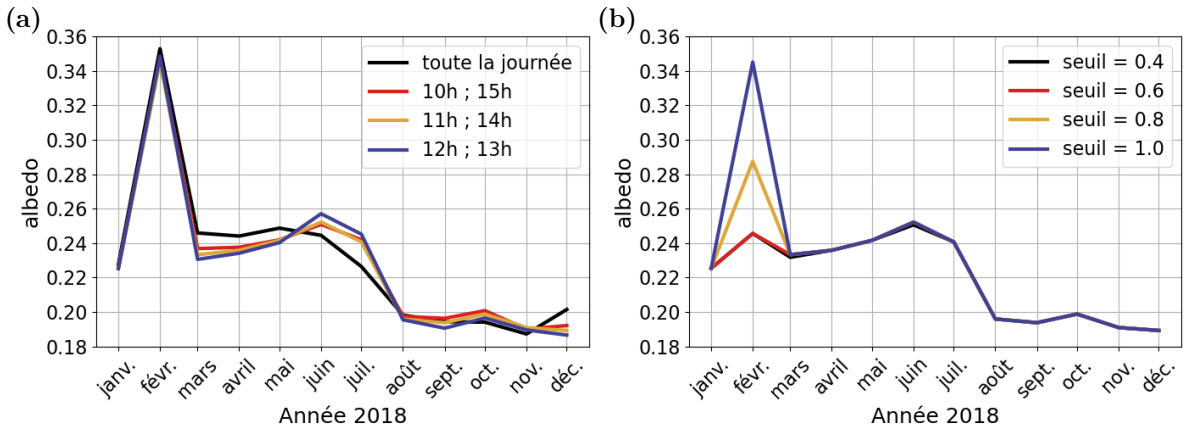 (a)
0.36
0.34
0.32
0.30
0.28
0.26
0.24
0.22
0.20
0.18
albedo
toute la journée
10h ; 15h
11h ; 14h
12h ; 13h
janv.
févr.
mars
avril
mai
juin
juil.
août
sept.
oct.
nov.
déc.
Année 2018
(b)
0.36
0.34
0.32
0.30
0.28
0.26
0.24
0.22
0.20
0.18
albedo
seuil = 0.4
seuil = 0.6
seuil = 0.8
seuil = 1.0
janv.
févr.
mars
avril
mai
juin
juil.
août
sept.
oct.
nov.
déc.
Année 2018